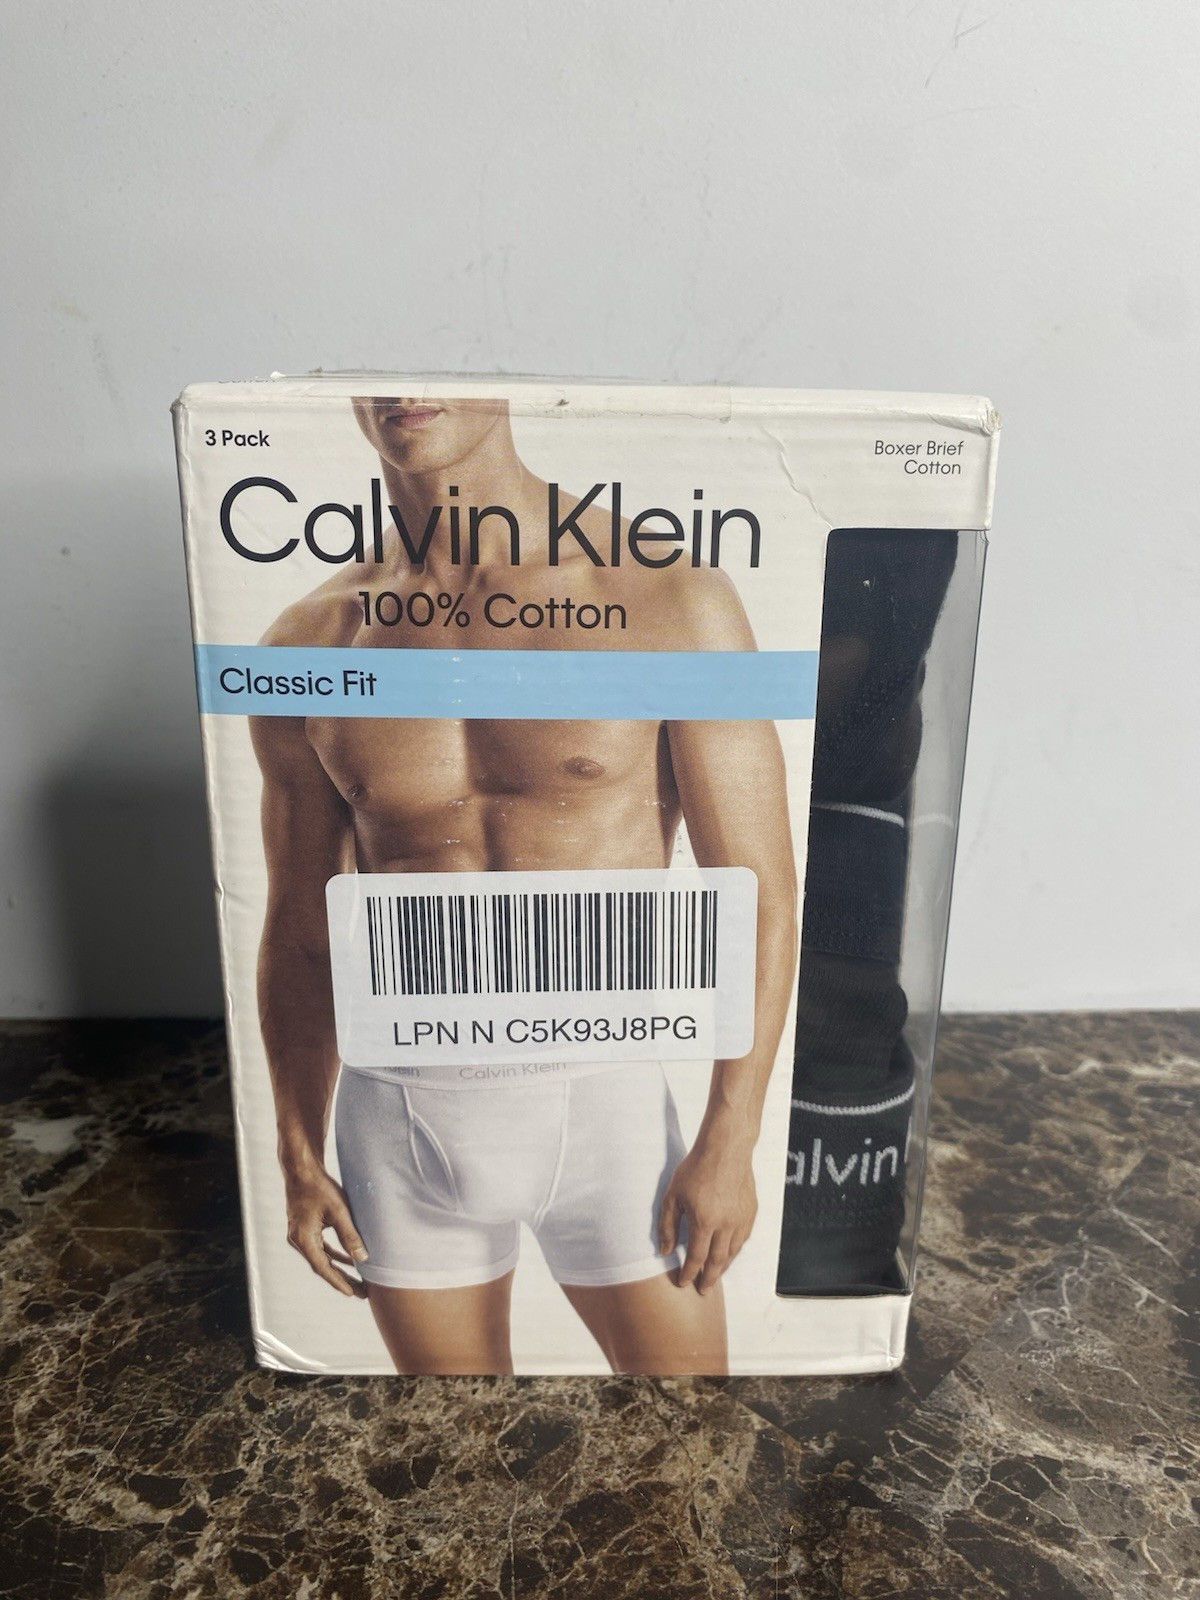 3 Pack
Boxer Brief
Cotton
Calvin Klein
100% Cotton
Classic Fit
LPN N C5K93J8PG
Calvin Klein
alvin